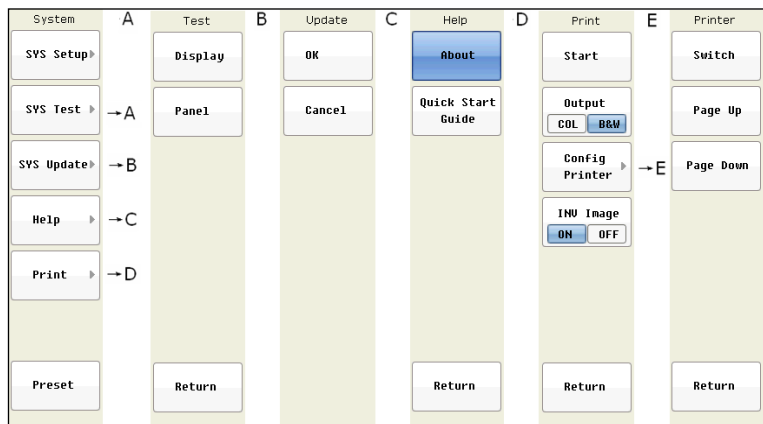 System A Test B Update C Help D Print E Printer
SYS Setup Display OK About Start Switch
SYS Test →A Panel Cancel Quick Start Guide Output COL B&W Page Up
SYS Update →B Config Printer →E Page Down
Help →C INV Image ON OFF
Print →D
Preset Return Return Return Return